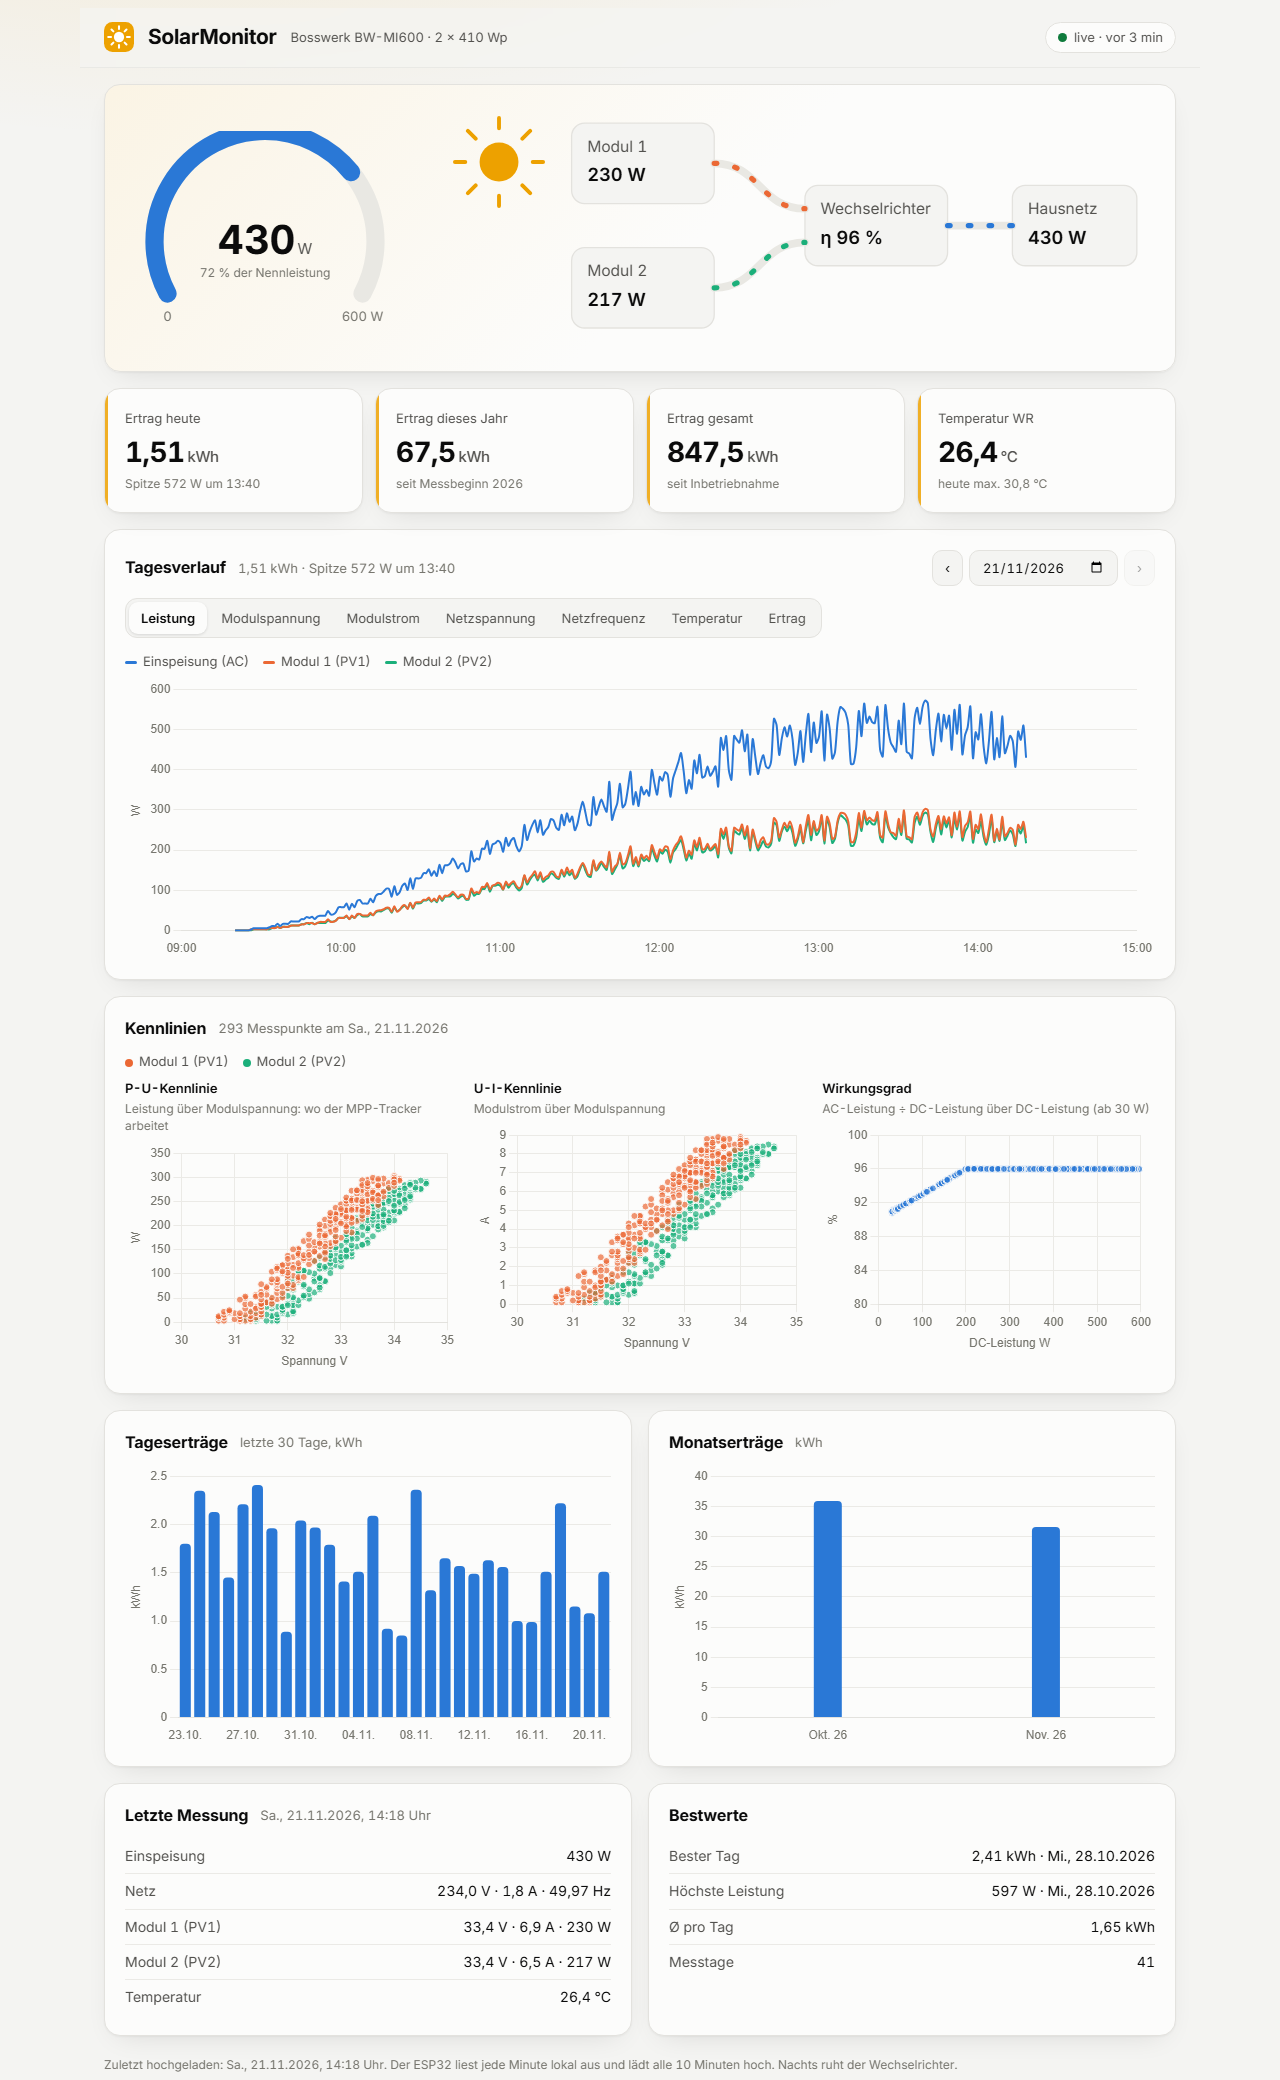 SolarMonitor Bosswerk BW-MI600 · 2 × 410 Wp
live · vor 3 min
430 W
72 % der Nennleistung
0 600 W
Modul 1
230 W
Modul 2
217 W
Wechselrichter
η 96 %
Hausnetz
430 W
Ertrag heute
1,51 kWh
Spitze 572 W um 13:40
Ertrag dieses Jahr
67,5 kWh
seit Messbeginn 2026
Ertrag gesamt
847,5 kWh
seit Inbetriebnahme
Temperatur WR
26,4 °C
heute max. 30,8 °C
Tagesverlauf 1,51 kWh · Spitze 572 W um 13:40
‹ 21/11/2026 ›
Leistung Modulspannung Modulstrom Netzspannung Netzfrequenz Temperatur Ertrag
Einspeisung (AC) Modul 1 (PV1) Modul 2 (PV2)
600
500
400
300
200
100
0
W
09:00 10:00 11:00 12:00 13:00 14:00 15:00
Kennlinien 293 Messpunkte am Sa., 21.11.2026
Modul 1 (PV1) Modul 2 (PV2)
P-U-Kennlinie
Leistung über Modulspannung: wo der MPP-Tracker
arbeitet
350
300
250
200
150
100
50
0
W
30 31 32 33 34 35
Spannung V
U-I-Kennlinie
Modulstrom über Modulspannung
9
8
7
6
5
4
3
2
1
0
A
30 31 32 33 34 35
Spannung V
Wirkungsgrad
AC-Leistung ÷ DC-Leistung über DC-Leistung (ab 30 W)
100
96
92
88
84
80
%
0 100 200 300 400 500 600
DC-Leistung W
Tageserträge letzte 30 Tage, kWh
2.5
2.0
1.5
1.0
0.5
0
kWh
23.10. 27.10. 31.10. 04.11. 08.11. 12.11. 16.11. 20.11.
Monatserträge kWh
40
35
30
25
20
15
10
5
0
kWh
Okt. 26 Nov. 26
Letzte Messung Sa., 21.11.2026, 14:18 Uhr
Einspeisung 430 W
Netz 234,0 V · 1,8 A · 49,97 Hz
Modul 1 (PV1) 33,4 V · 6,9 A · 230 W
Modul 2 (PV2) 33,4 V · 6,5 A · 217 W
Temperatur 26,4 °C
Bestwerte
Bester Tag 2,41 kWh · Mi., 28.10.2026
Höchste Leistung 597 W · Mi., 28.10.2026
Ø pro Tag 1,65 kWh
Messtage 41
Zuletzt hochgeladen: Sa., 21.11.2026, 14:18 Uhr. Der ESP32 liest jede Minute lokal aus und lädt alle 10 Minuten hoch. Nachts ruht der Wechselrichter.